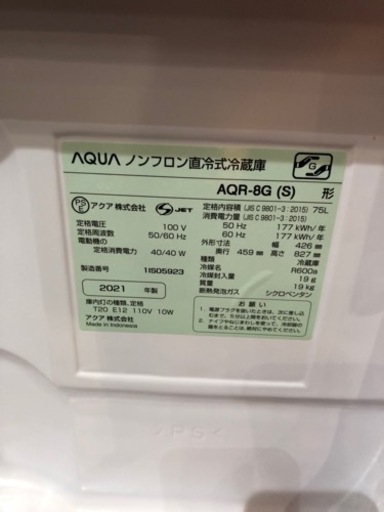 AQUA ノンフロン直冷式冷蔵庫
AQR-8G (S) 形
PS E アクア 株式会社 JET
定格内容積 (JIS C 9801-3:2015) 75L
消費電力量 (JIS C 9801-3:2015)
50 Hz 177 kWh/年
60 Hz 177 kWh/年
定格電圧 100 V
定格周波数 50/60 Hz
電動機の
定格消費電力 40/40 W
外形寸法 幅 426 mm
奥行 459 mm 高さ 827 mm
種類 冷蔵庫
冷媒名 R600a
冷媒封入量 19 g
質量 19 kg
断熱発泡ガス シクロペンタン
製造番号 11S05923
2021 年製
庫内灯の種類、定格
T20 E12 110V 10W
アクア 株式会社
Made in Indonesia
お願い
>PS<